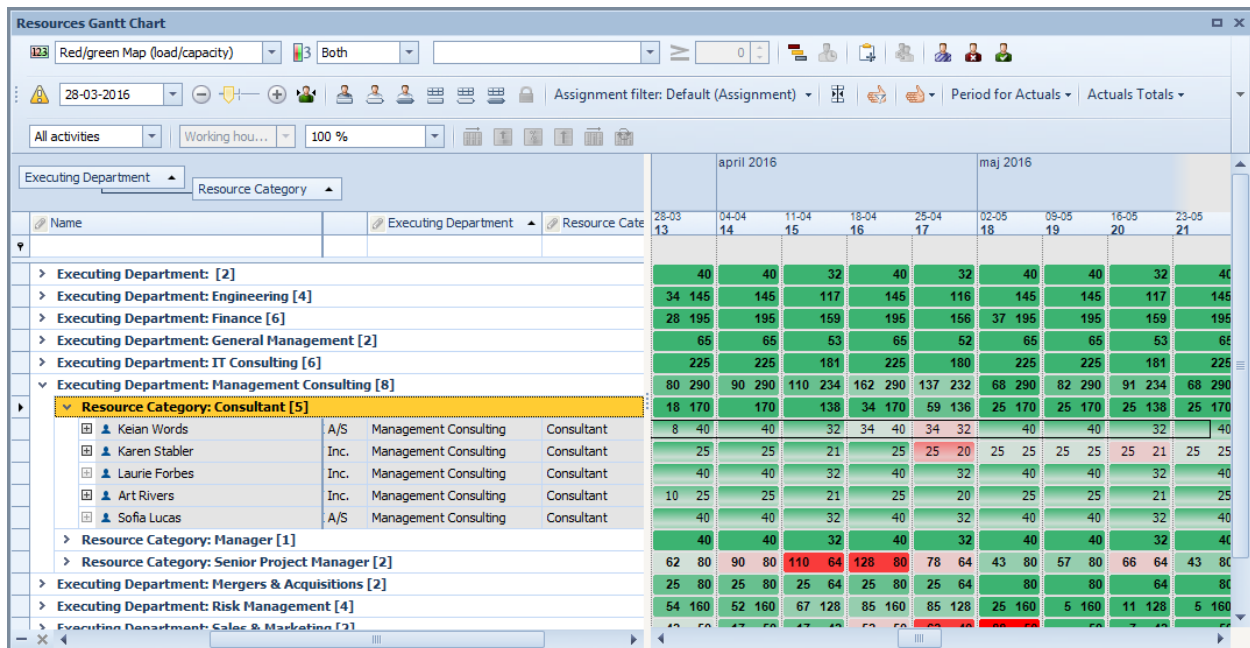 Resources Gantt Chart
123 Red/green Map (load/capacity) 3 Both 0
28-03-2016 Assignment filter: Default (Assignment) Period for Actuals Actuals Totals
All activities Working hou... 100 %
Executing Department
Resource Category
april 2016 maj 2016
Name Executing Department Resource Cate
28-03 04-04 11-04 18-04 25-04 02-05 09-05 16-05 23-05
13 14 15 16 17 18 19 20 21
Executing Department: [2] 40 40 32 40 32 40 40 32 40
Executing Department: Engineering [4] 34 145 145 117 145 116 145 145 117 145
Executing Department: Finance [6] 28 195 195 159 195 156 37 195 195 159 195
Executing Department: General Management [2] 65 65 53 65 52 65 65 53 65
Executing Department: IT Consulting [6] 225 225 181 225 180 225 225 181 225
Executing Department: Management Consulting [8] 80 290 90 290 110 234 162 290 137 232 68 290 82 290 91 234 68 290
Resource Category: Consultant [5] 18 170 170 138 34 170 59 136 25 170 25 170 25 138 25 170
Keian Words A/S Management Consulting Consultant 8 40 40 32 34 40 34 32 40 40 32 40
Karen Stabler Inc. Management Consulting Consultant 25 25 21 25 25 20 25 25 25 25 25 21 25 25
Laurie Forbes Inc. Management Consulting Consultant 40 40 32 40 32 40 40 32 40
Art Rivers Inc. Management Consulting Consultant 10 25 25 21 25 20 25 25 21 25
Sofia Lucas A/S Management Consulting Consultant 40 40 32 40 32 40 40 32 40
Resource Category: Manager [1] 40 40 32 40 32 40 40 32 40
Resource Category: Senior Project Manager [2] 62 80 90 80 110 64 128 80 78 64 43 80 57 80 66 64 43 80
Executing Department: Mergers & Acquisitions [2] 25 80 25 80 25 64 25 80 25 64 80 80 64 80
Executing Department: Risk Management [4] 54 160 52 160 67 128 85 160 85 128 25 160 5 160 11 128 5 160
Executing Department: Sales & Marketing [2]